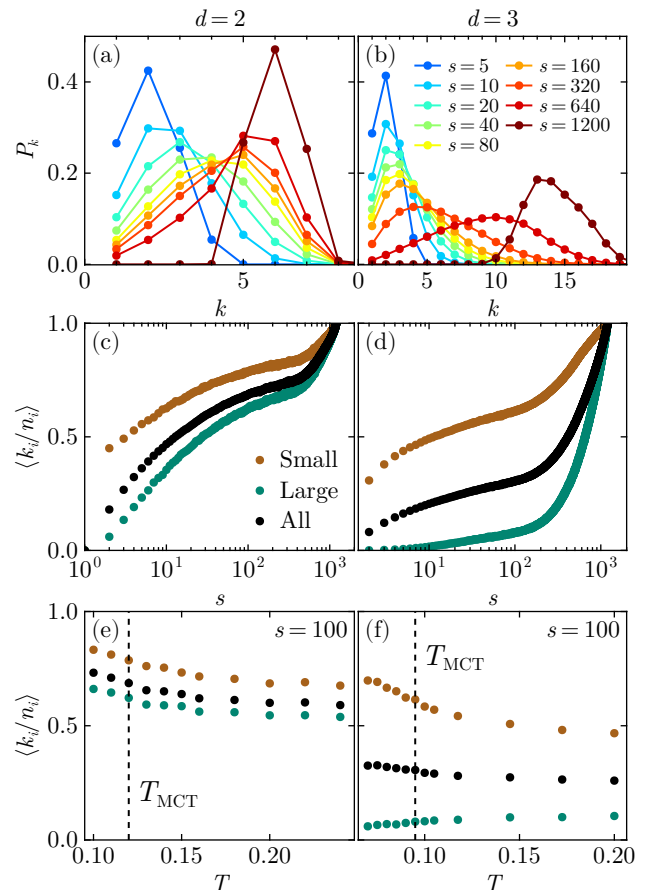 d = 2
d = 3
(a)
(b)
s = 5
s = 10
s = 20
s = 40
s = 80
s = 160
s = 320
s = 640
s = 1200
P_k
0.4
0.2
0.0
0 5
0 5 10 15
k
k
(c)
(d)
⟨k_i/n_i⟩
1.0
0.5
0.0
Small
Large
All
10^0 10^1 10^2 10^3
10^1 10^2 10^3
s
s
(e)
s = 100
(f)
s = 100
⟨k_i/n_i⟩
1.0
0.5
0.0
T_MCT
T_MCT
0.10 0.15 0.20
0.10 0.15 0.20
T
T